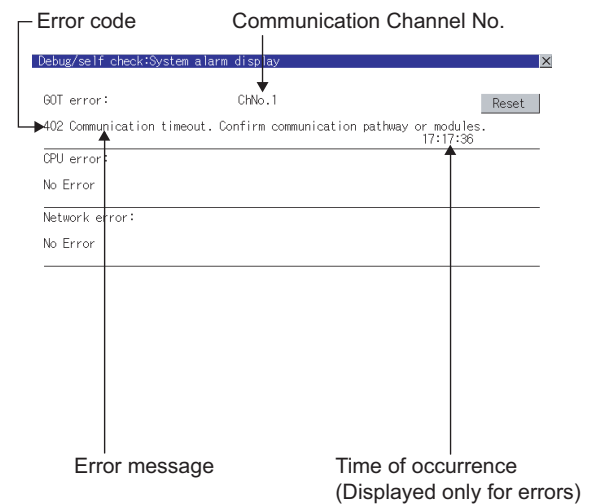 Error code Communication Channel No.
Debug/self check:System alarm display ×
GOT error: ChNo.1 Reset
402 Communication timeout. Confirm communication pathway or modules.
17:17:36
CPU error:
No Error
Network error:
No Error
Error message Time of occurrence
(Displayed only for errors)